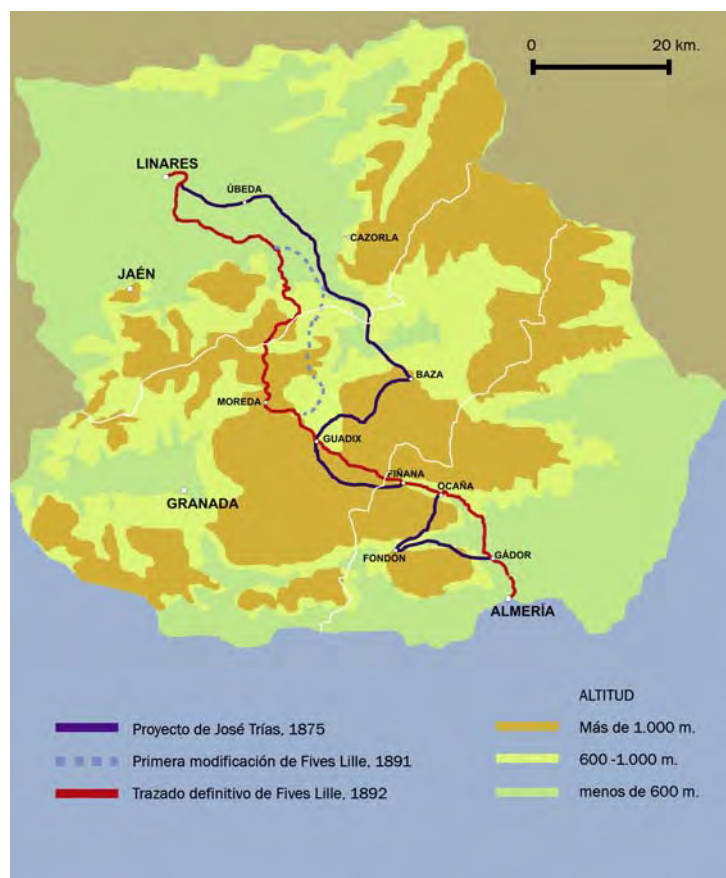 0 20 km.
LINARES
ÚBEDA
CAZORLA
JAÉN
BAZA
MOREDA
GUADIX
FIÑANA
OCAÑA
GRANADA
FONDÓN
GÁDOR
ALMERÍA
ALTITUD
Proyecto de José Trías, 1875
Más de 1.000 m.
Primera modificación de Fives Lille, 1891
600 -1.000 m.
Trazado definitivo de Fives Lille, 1892
menos de 600 m.